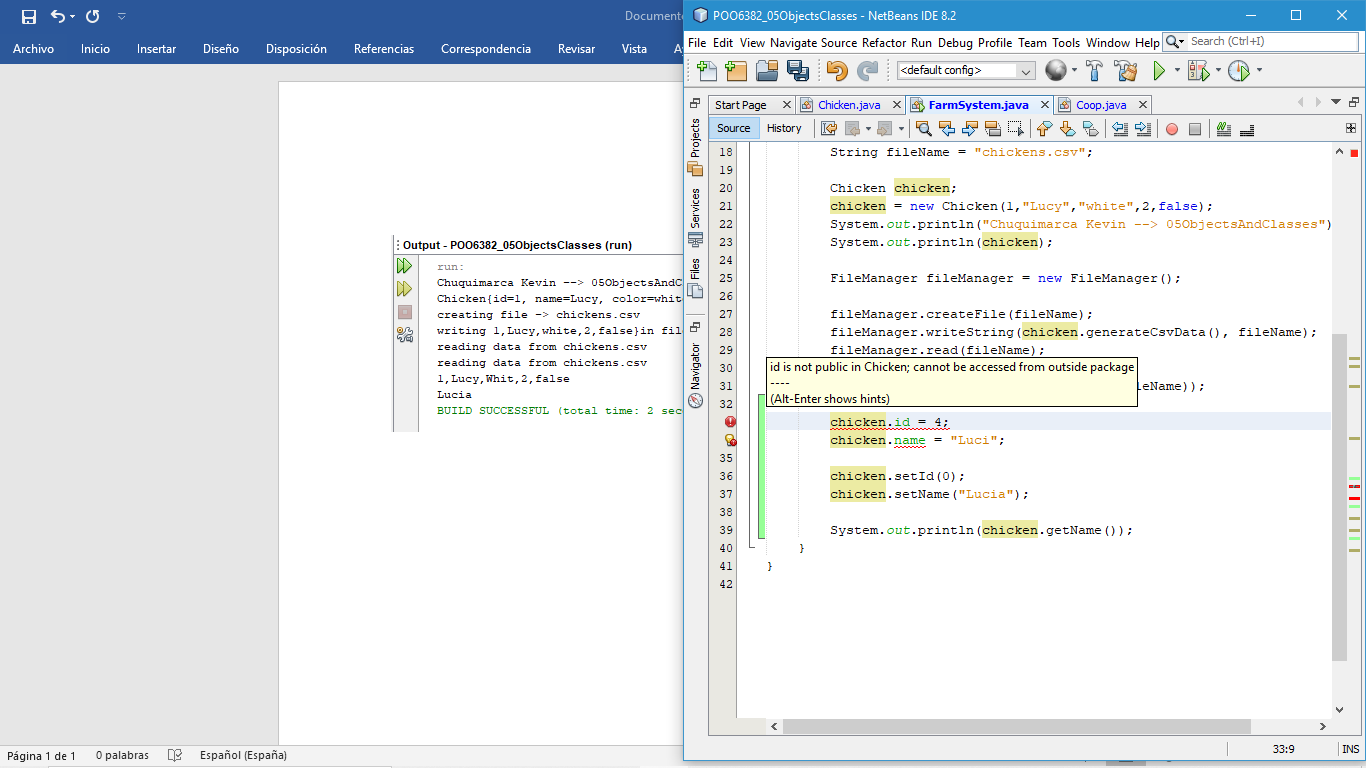 Documento
Archivo Inicio Insertar Diseño Disposición Referencias Correspondencia Revisar Vista
Output - POO6382_05ObjectsClasses (run)
run:
Chuquimarca Kevin --> 05ObjectsAndC
Chicken{id=1, name=Lucy, color=white
creating file -> chickens.csv
writing 1,Lucy,white,2,false}in file
reading data from chickens.csv
reading data from chickens.csv
1,Lucy,Whit,2,false
Lucia
BUILD SUCCESSFUL (total time: 2 sec
Página 1 de 1 0 palabras Español (España)
POO6382_05ObjectsClasses - NetBeans IDE 8.2
File Edit View Navigate Source Refactor Run Debug Profile Team Tools Window Help Search (Ctrl+I)
<default config>
Start Page Chicken.java FarmSystem.java Coop.java
Source History
Projects
Services
Files
Navigator
18 String fileName = "chickens.csv";
19
20 Chicken chicken;
21 chicken = new Chicken(1,"Lucy","white",2,false);
22 System.out.println("Chuquimarca Kevin --> 05ObjectsAndClasses")
23 System.out.println(chicken);
24
25 FileManager fileManager = new FileManager();
26
27 fileManager.createFile(fileName);
28 fileManager.writeString(chicken.generateCsvData(), fileName);
29 fileManager.read(fileName);
30
id is not public in Chicken; cannot be accessed from outside package
----
(Alt-Enter shows hints)
31 leName));
32
chicken.id = 4;
chicken.name = "Luci";
35
36 chicken.setId(0);
37 chicken.setName("Lucia");
38
39 System.out.println(chicken.getName());
40 }
41 }
42
33:9 INS